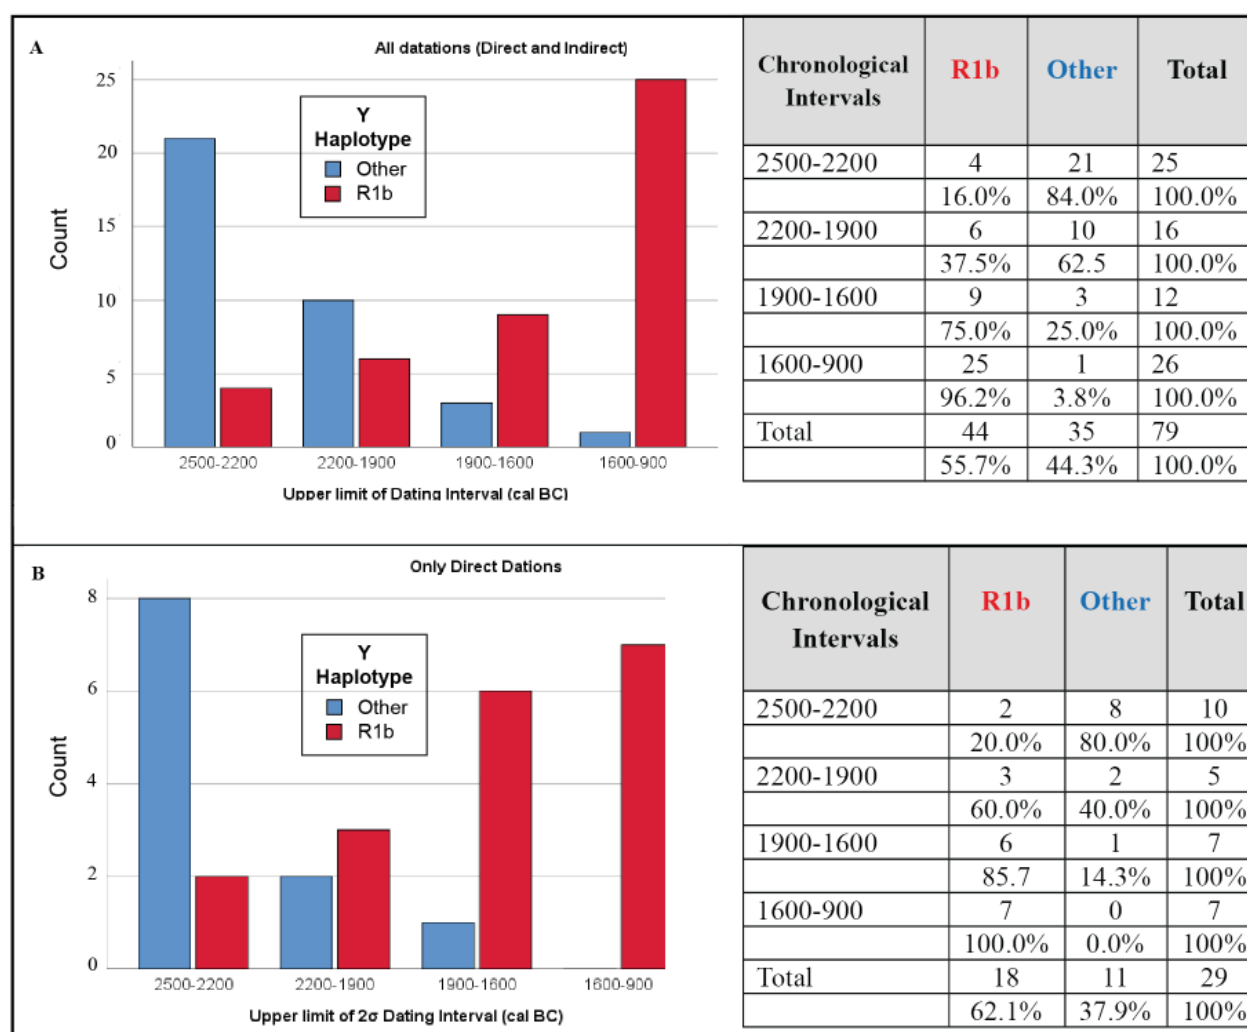 A
All datations (Direct and Indirect)
25
20
15
10
5
0
Count
Y
Haplotype
Other
R1b
2500-2200 2200-1900 1900-1600 1600-900
Upper limit of Dating Interval (cal BC)
Chronological Intervals R1b Other Total
2500-2200 4 21 25
16.0% 84.0% 100.0%
2200-1900 6 10 16
37.5% 62.5 100.0%
1900-1600 9 3 12
75.0% 25.0% 100.0%
1600-900 25 1 26
96.2% 3.8% 100.0%
Total 44 35 79
55.7% 44.3% 100.0%
B
Only Direct Dations
8
6
4
2
0
Count
Y
Haplotype
Other
R1b
2500-2200 2200-1900 1900-1600 1600-900
Upper limit of 2σ Dating Interval (cal BC)
Chronological Intervals R1b Other Total
2500-2200 2 8 10
20.0% 80.0% 100%
2200-1900 3 2 5
60.0% 40.0% 100%
1900-1600 6 1 7
85.7 14.3% 100%
1600-900 7 0 7
100.0% 0.0% 100%
Total 18 11 29
62.1% 37.9% 100%